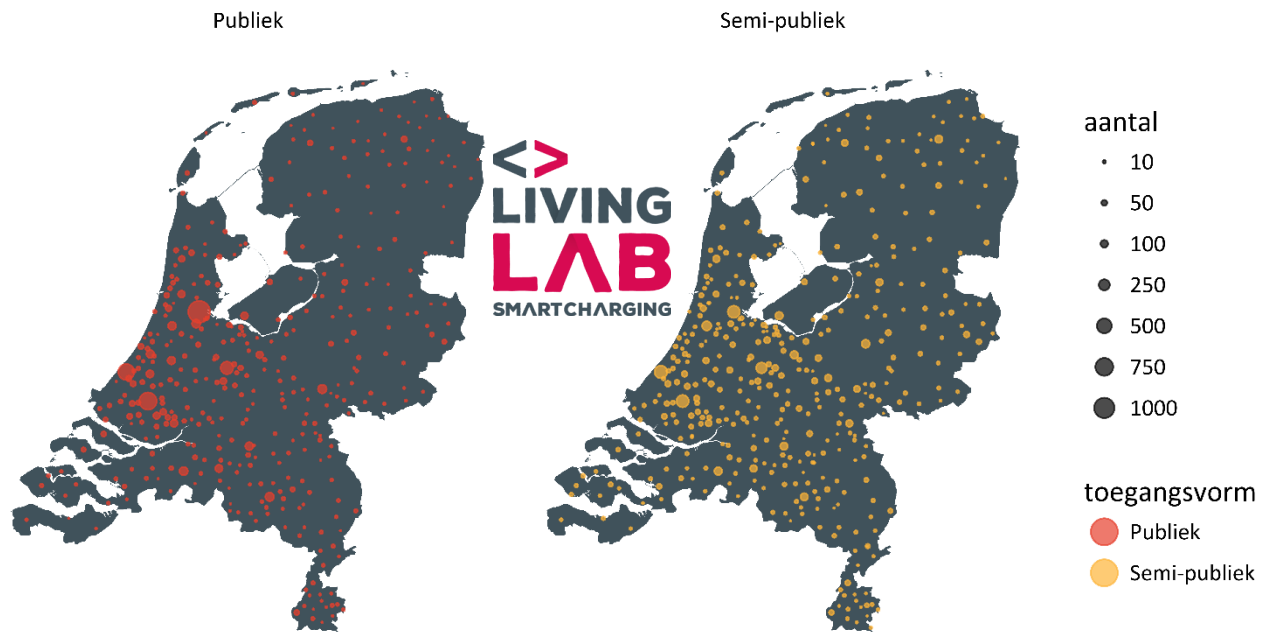 Publiek
Semi-publiek
<> LIVING
LAB
SMARTCHARGING
aantal
10
50
100
250
500
750
1000
toegangsvorm
Publiek
Semi-publiek